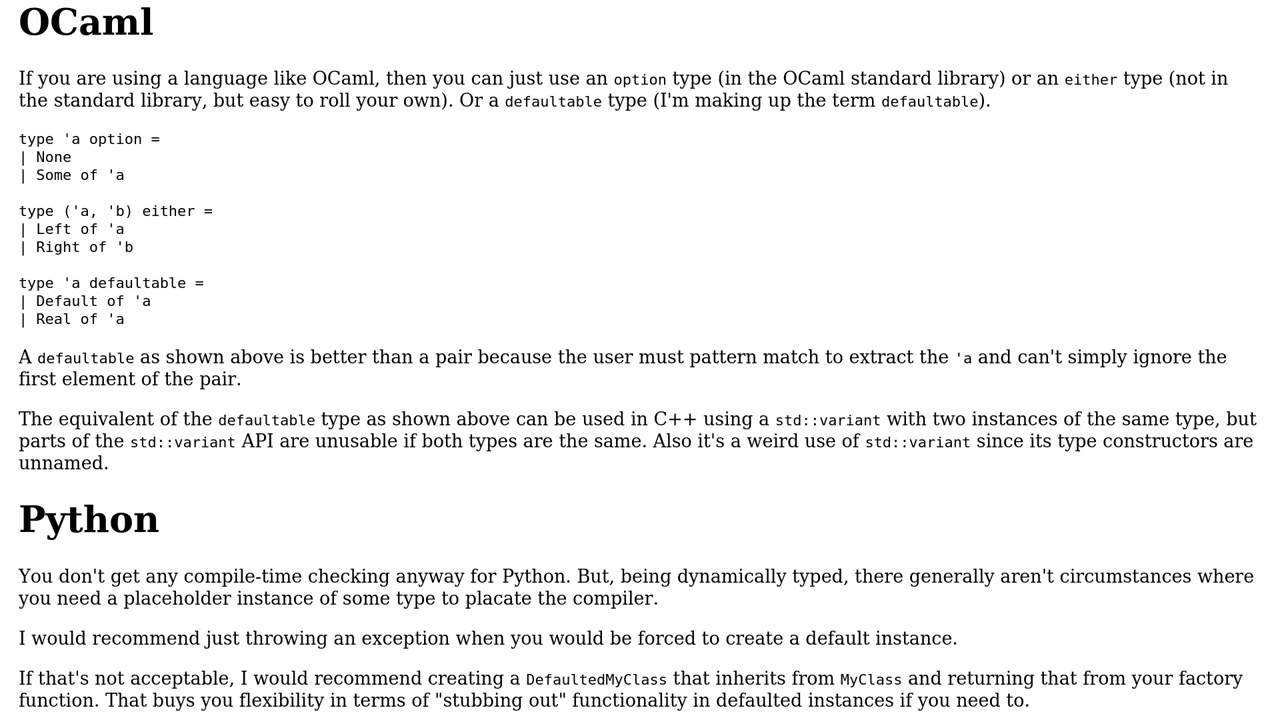 OCaml
If you are using a language like OCaml, then you can just use an option type (in the OCaml standard library) or an either type (not in
the standard library, but easy to roll your own). Or a defaultable type (I'm making up the term defaultable).
type 'a option =
| None
| Some of 'a
type ('a, 'b) either =
| Left of 'a
| Right of 'b
type 'a defaultable =
| Default of 'a
| Real of 'a
A defaultable as shown above is better than a pair because the user must pattern match to extract the 'a and can't simply ignore the
first element of the pair.
The equivalent of the defaultable type as shown above can be used in C++ using a std::variant with two instances of the same type, but
parts of the std::variant API are unusable if both types are the same. Also it's a weird use of std::variant since its type constructors are
unnamed.
Python
You don't get any compile-time checking anyway for Python. But, being dynamically typed, there generally aren't circumstances where
you need a placeholder instance of some type to placate the compiler.
I would recommend just throwing an exception when you would be forced to create a default instance.
If that's not acceptable, I would recommend creating a DefaultedMyClass that inherits from MyClass and returning that from your factory
function. That buys you flexibility in terms of "stubbing out" functionality in defaulted instances if you need to.